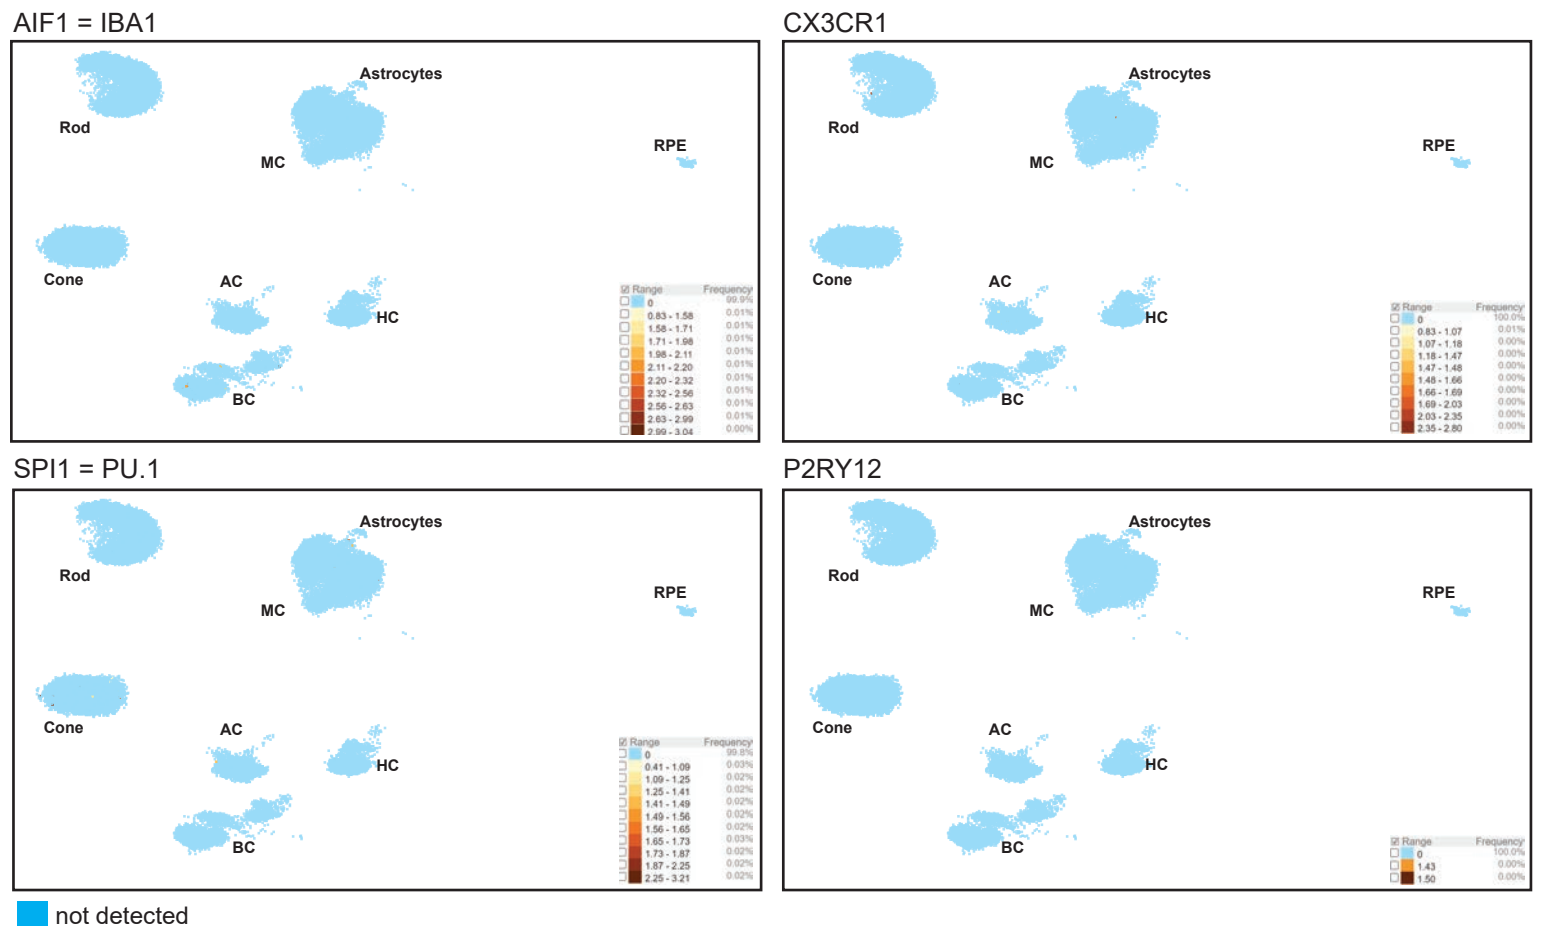 AIF1 = IBA1
Astrocytes
Rod
MC
RPE
Cone
AC
HC
BC
Range Frequency
0 99.9%
0.83 - 1.58 0.01%
1.58 - 1.71 0.01%
1.71 - 1.98 0.01%
1.98 - 2.11 0.01%
2.11 - 2.20 0.01%
2.20 - 2.32 0.01%
2.32 - 2.56 0.01%
2.56 - 2.63 0.01%
2.63 - 2.99 0.01%
2.99 - 3.04 0.00%
CX3CR1
Astrocytes
Rod
MC
RPE
Cone
AC
HC
BC
Range Frequency
0 100.0%
0.83 - 1.07 0.01%
1.07 - 1.18 0.00%
1.18 - 1.47 0.00%
1.47 - 1.48 0.00%
1.48 - 1.66 0.00%
1.66 - 1.69 0.00%
1.69 - 2.03 0.00%
2.03 - 2.35 0.00%
2.35 - 2.80 0.00%
SPI1 = PU.1
Astrocytes
Rod
MC
RPE
Cone
AC
HC
BC
Range Frequency
0 99.8%
0.41 - 1.09 0.03%
1.09 - 1.25 0.02%
1.25 - 1.41 0.02%
1.41 - 1.49 0.02%
1.49 - 1.56 0.02%
1.56 - 1.65 0.02%
1.65 - 1.73 0.03%
1.73 - 1.87 0.02%
1.87 - 2.25 0.02%
2.25 - 3.21 0.02%
P2RY12
Astrocytes
Rod
MC
RPE
Cone
AC
HC
BC
Range Frequency
0 100.0%
1.43 0.00%
1.50 0.00%
not detected